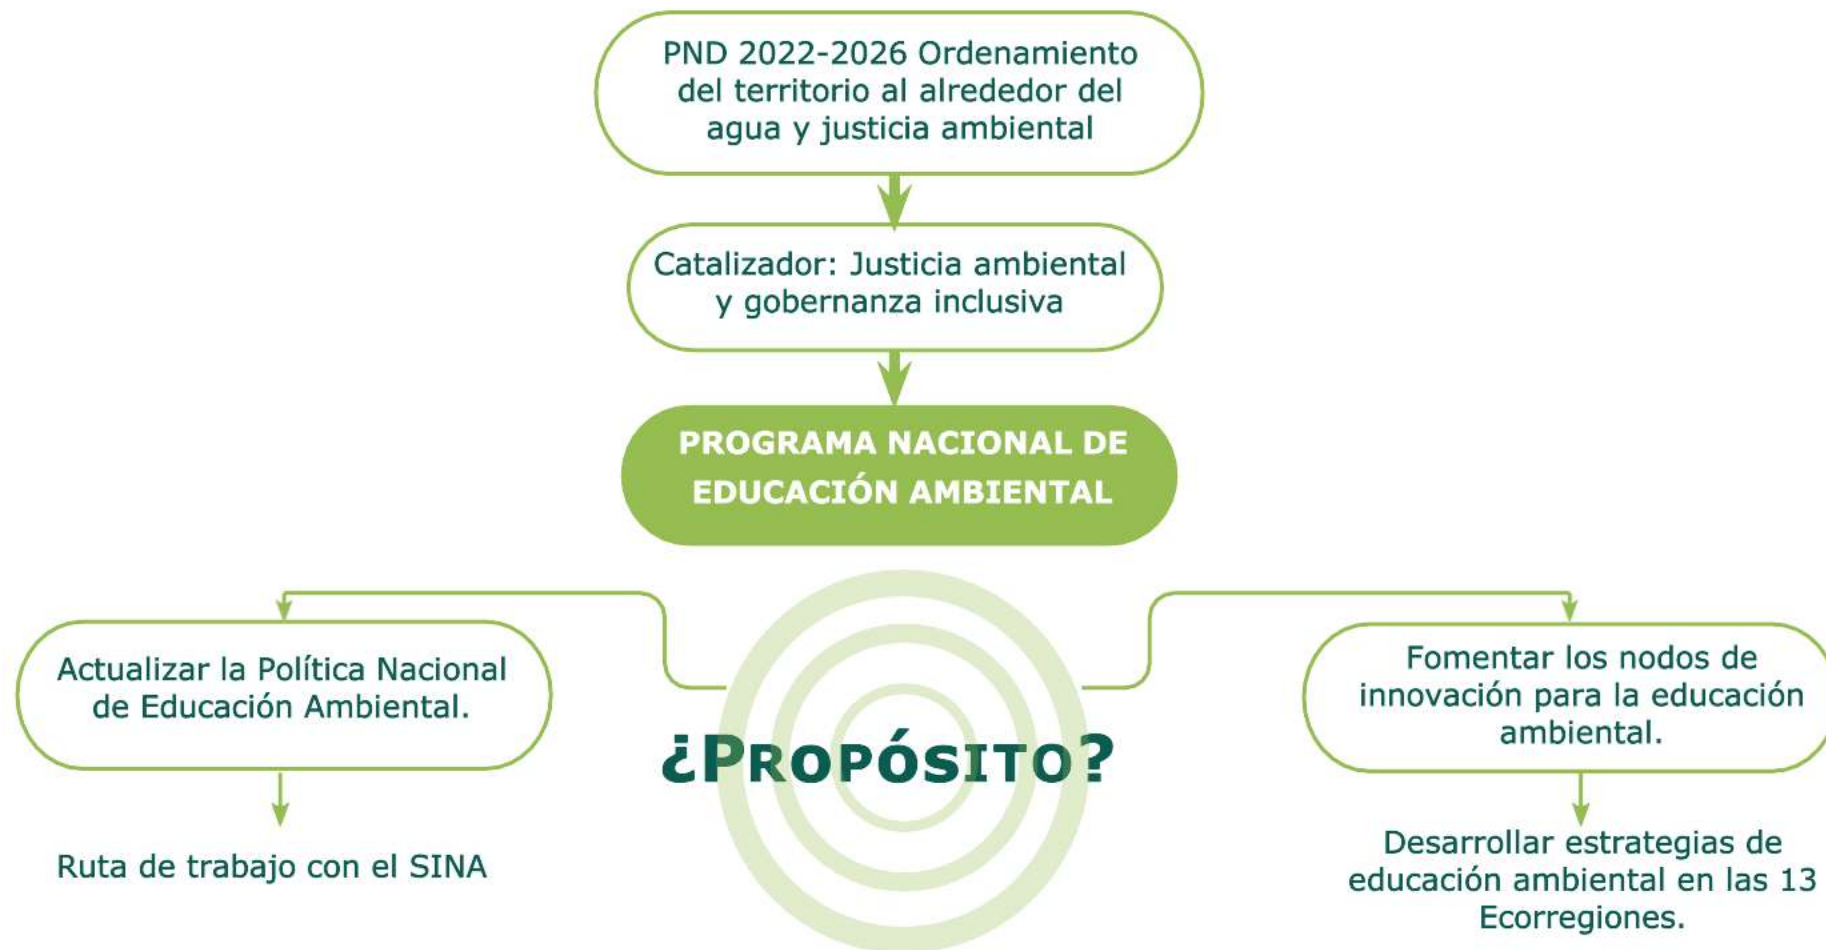 PND 2022-2026 Ordenamiento
del territorio al alrededor del
agua y justicia ambiental
Catalizador: Justicia ambiental
y gobernanza inclusiva
PROGRAMA NACIONAL DE
EDUCACIÓN AMBIENTAL
Actualizar la Política Nacional
de Educación Ambiental.
Ruta de trabajo con el SINA
¿PROPÓSITO?
Fomentar los nodos de
innovación para la educación
ambiental.
Desarrollar estrategias de
educación ambiental en las 13
Ecorregiones.